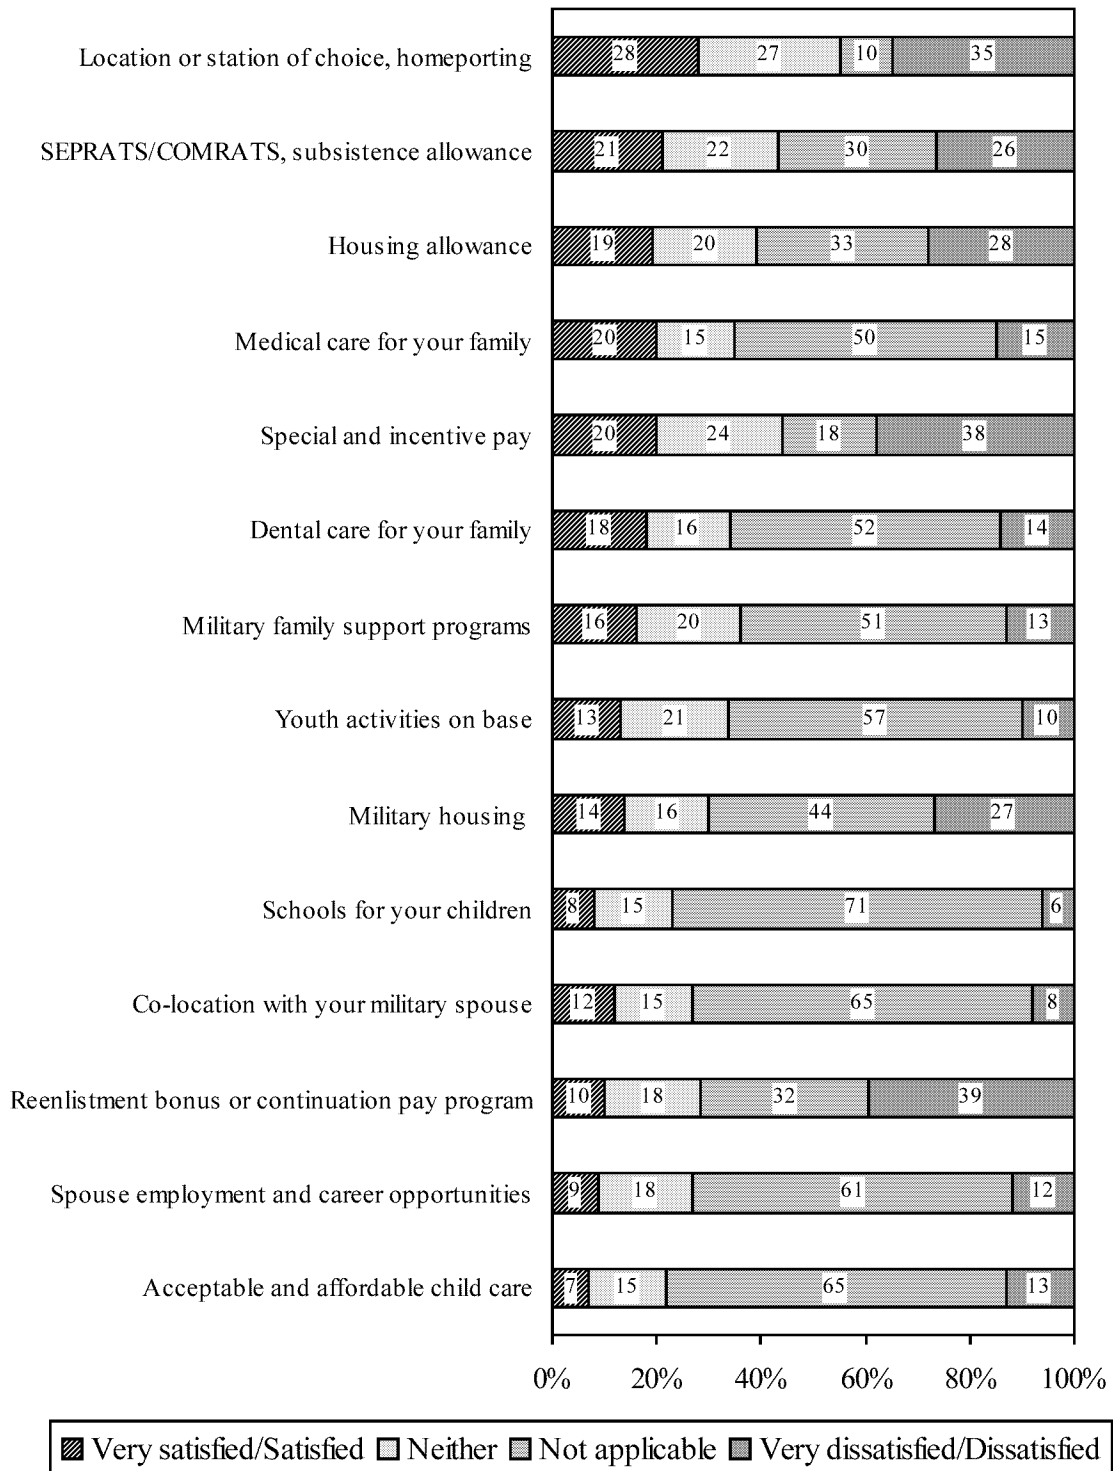 Location or station of choice, homeporting 28 27 10 35
SEPRATS/COMRATS, subsistence allowance 21 22 30 26
Housing allowance 19 20 33 28
Medical care for your family 20 15 50 15
Special and incentive pay 20 24 18 38
Dental care for your family 18 16 52 14
Military family support programs 16 20 51 13
Youth activities on base 13 21 57 10
Military housing 14 16 44 27
Schools for your children 8 15 71 6
Co-location with your military spouse 12 15 65 8
Reenlistment bonus or continuation pay program 10 18 32 39
Spouse employment and career opportunities 9 18 61 12
Acceptable and affordable child care 7 15 65 13
0% 20% 40% 60% 80% 100%
Very satisfied/Satisfied Neither Not applicable Very dissatisfied/Dissatisfied